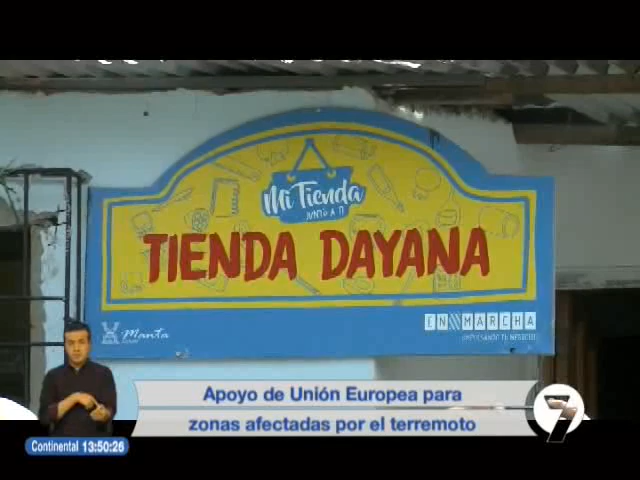 Mi Tienda
JUNTO A TI
TIENDA DAYANA
Manta
EN MARCHA
Apoyo de Unión Europea para
zonas afectadas por el terremoto
7
Continental 13:50:26